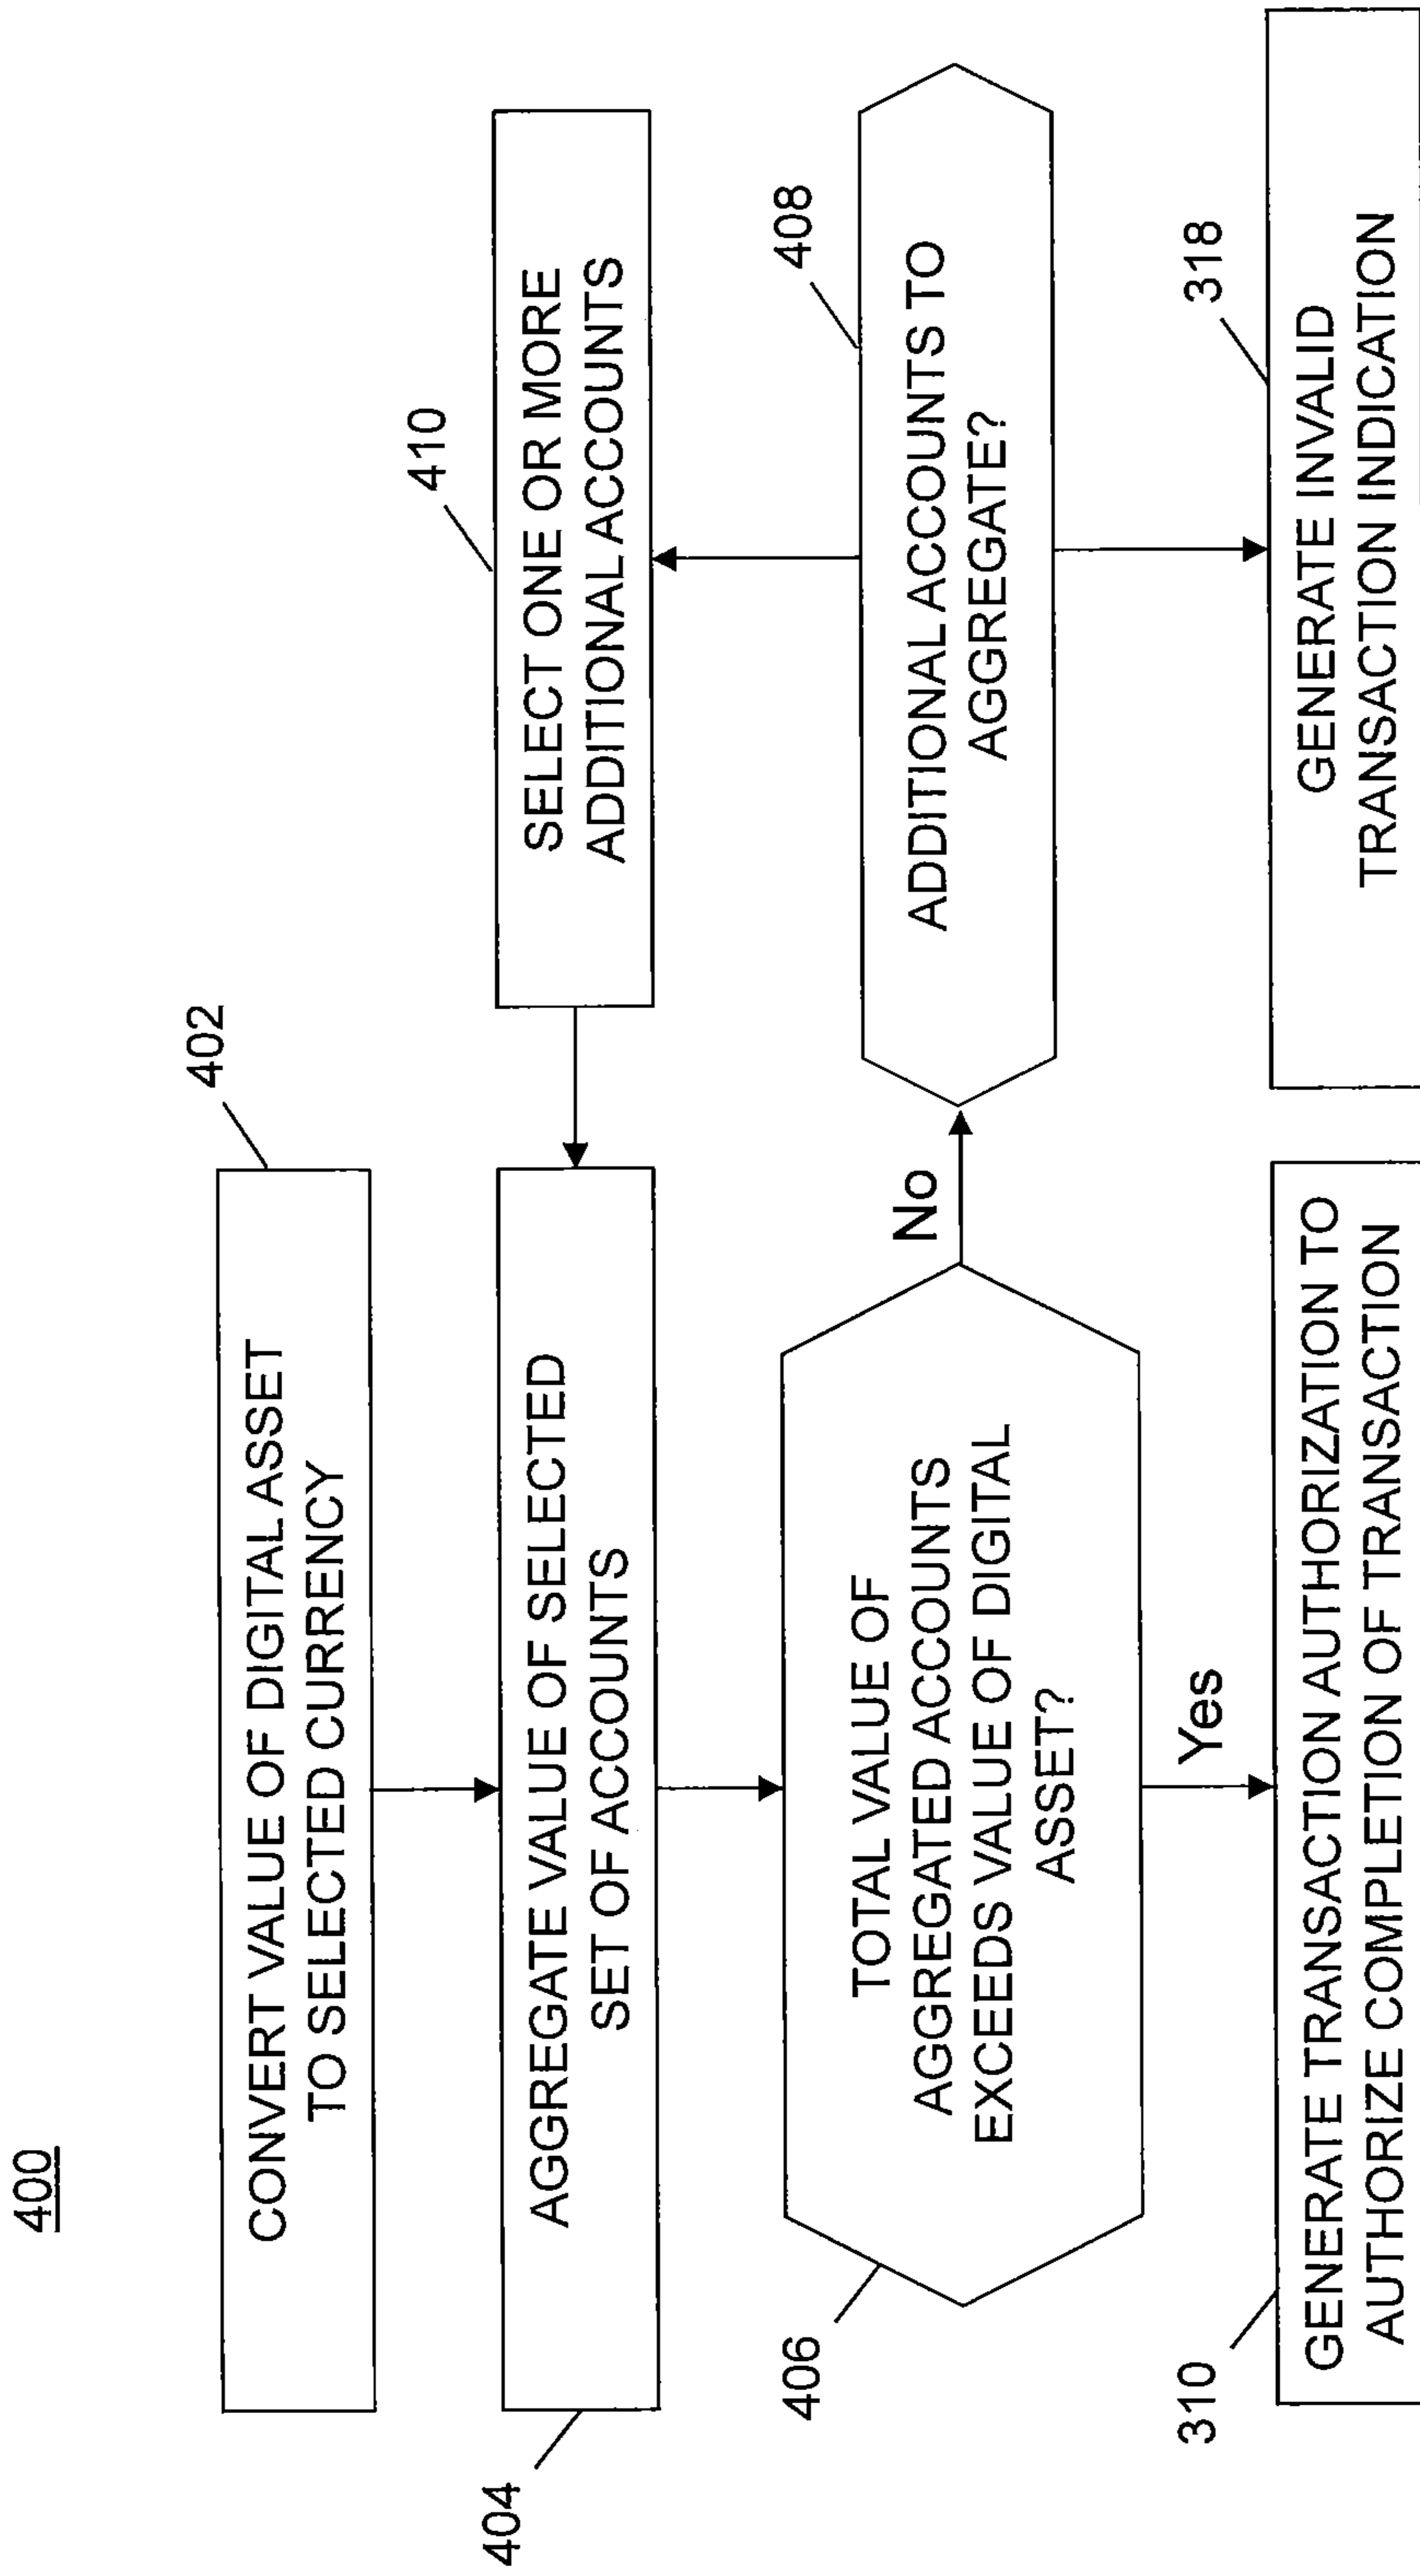 400
402
CONVERT VALUE OF DIGITAL ASSET
TO SELECTED CURRENCY
404
AGGREGATE VALUE OF SELECTED
SET OF ACCOUNTS
410
SELECT ONE OR MORE
ADDITIONAL ACCOUNTS
406
TOTAL VALUE OF
AGGREGATED ACCOUNTS
EXCEEDS VALUE OF DIGITAL
ASSET?
No
408
ADDITIONAL ACCOUNTS TO
AGGREGATE?
Yes
310
GENERATE TRANSACTION AUTHORIZATION TO
AUTHORIZE COMPLETION OF TRANSACTION
318
GENERATE INVALID
TRANSACTION INDICATION